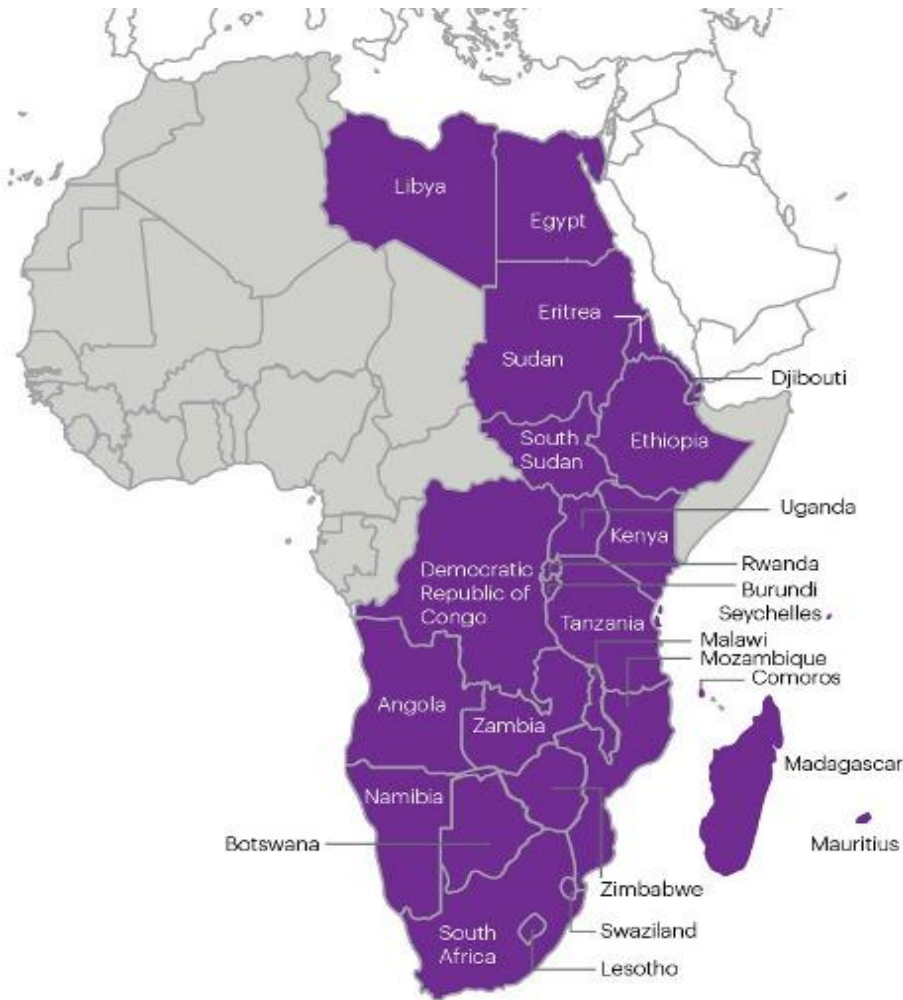 Libya
Egypt
Eritrea
Sudan
Djibouti
South
Sudan
Ethiopia
Uganda
Kenya
Rwanda
Democratic
Republic of
Congo
Burundi
Seychelles
Tanzania
Malawi
Mozambique
Comoros
Angola
Zambia
Madagascar
Namibia
Botswana
Mauritius
Zimbabwe
South
Africa
Swaziland
Lesotho